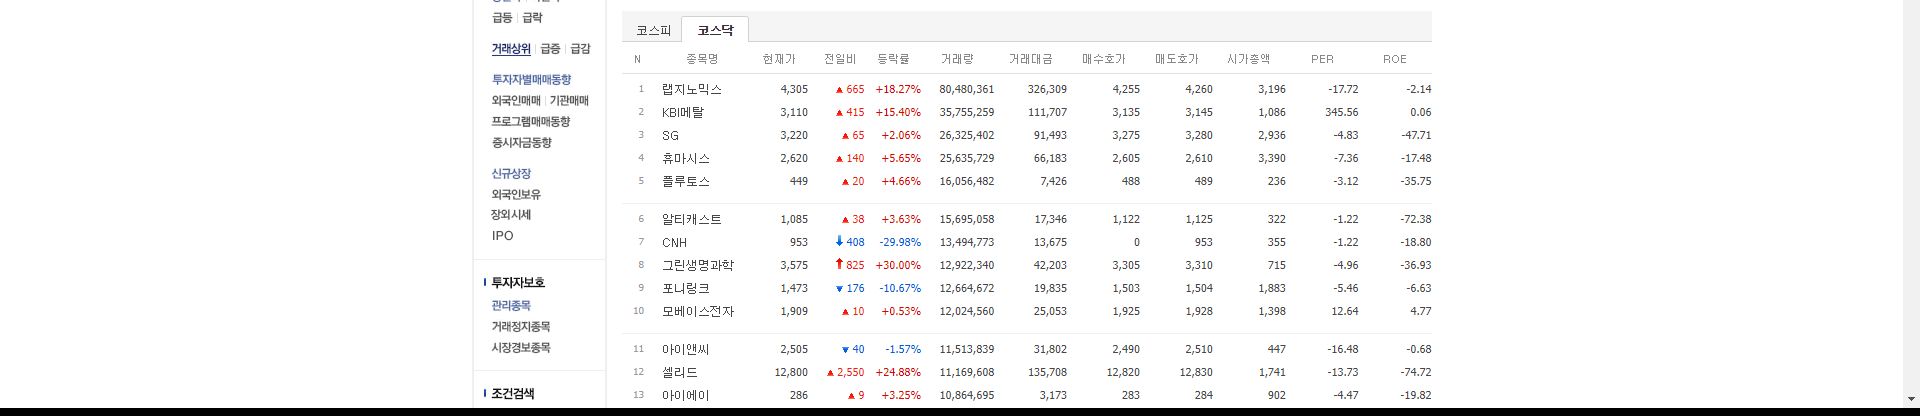 급등 | 급락
거래상위 | 급증 | 급감
투자자별매매동향
외국인매매 | 기관매매
프로그램매매동향
증시자금동향
신규상장
외국인보유
장외시세
IPO
투자자보호
관리종목
거래정지종목
시장경보종목
조건검색
코스피 코스닥
N 종목명 현재가 전일비 등락률 거래량 거래대금 매수호가 매도호가 시가총액 PER ROE
1 랩지노믹스 4,305 ▲ 665 +18.27% 80,480,361 326,309 4,255 4,260 3,196 -17.72 -2.14
2 KBI메탈 3,110 ▲ 415 +15.40% 35,755,259 111,707 3,135 3,145 1,086 345.56 0.06
3 SG 3,220 ▲ 65 +2.06% 26,325,402 91,493 3,275 3,280 2,936 -4.83 -47.71
4 휴마시스 2,620 ▲ 140 +5.65% 25,635,729 66,183 2,605 2,610 3,390 -7.36 -17.48
5 플루토스 449 ▲ 20 +4.66% 16,056,482 7,426 488 489 236 -3.12 -35.75
6 알티캐스트 1,085 ▲ 38 +3.63% 15,695,058 17,346 1,122 1,125 322 -1.22 -72.38
7 CNH 953 ↓ 408 -29.98% 13,494,773 13,675 0 953 355 -1.22 -18.80
8 그린생명과학 3,575 ↑ 825 +30.00% 12,922,340 42,203 3,305 3,310 715 -4.96 -36.93
9 포니링크 1,473 ▼ 176 -10.67% 12,664,672 19,835 1,503 1,504 1,883 -5.46 -6.63
10 모베이스전자 1,909 ▲ 10 +0.53% 12,024,560 25,053 1,925 1,928 1,398 12.64 4.77
11 아이앤씨 2,505 ▼ 40 -1.57% 11,513,839 31,802 2,490 2,510 447 -16.48 -0.68
12 셀리드 12,800 ▲ 2,550 +24.88% 11,169,608 135,708 12,820 12,830 1,741 -13.73 -74.72
13 아이에이 286 ▲ 9 +3.25% 10,864,695 3,173 283 284 902 -4.47 -19.82